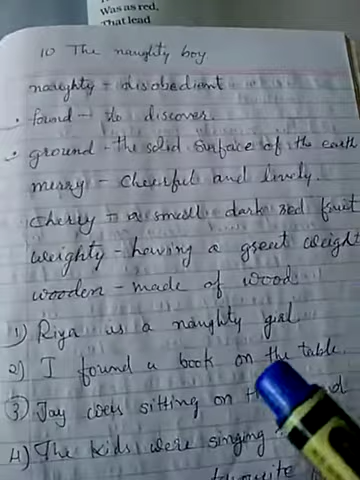 Was as red,
That lead
10 The naughty boy
naughty - disobedient
found - to discover.
ground - the solid surface of the earth
merry - cheerful and lively.
cherry - a small dark red fruit
weighty - having a great weight
wooden - made of wood
1) Riya is a naughty girl
2) I found a book on the table.
3) Jay was sitting on
4) The kids were singing
favourite